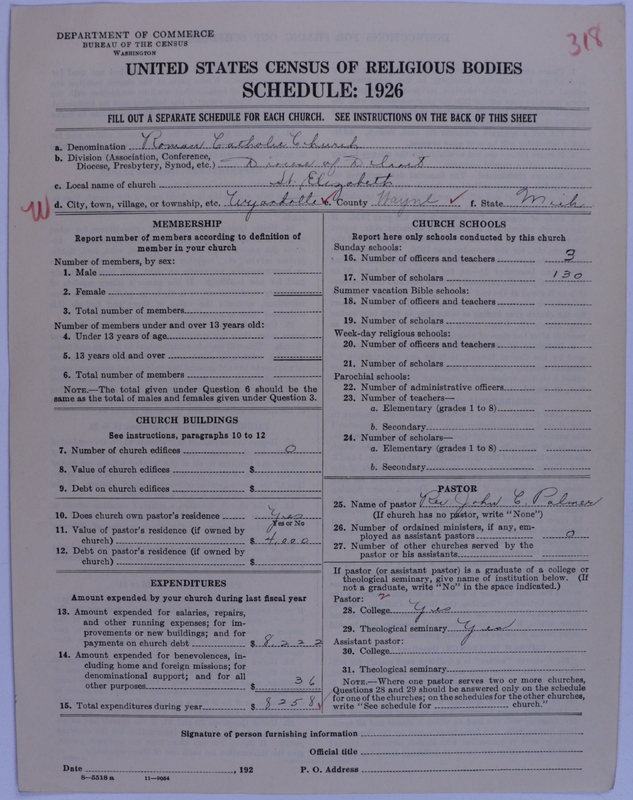 DEPARTMENT OF COMMERCE
BUREAU OF THE CENSUS
WASHINGTON
318
UNITED STATES CENSUS OF RELIGIOUS BODIES
SCHEDULE: 1926
FILL OUT A SEPARATE SCHEDULE FOR EACH CHURCH. SEE INSTRUCTIONS ON THE BACK OF THIS SHEET
a. Denomination Roman Catholic Church
b. Division (Association, Conference, Diocese, Presbytery, Synod, etc.) Diocese of Detroit
c. Local name of church St. Elizabeth
W d. City, town, village, or township, etc. Wyandotte e. County Wayne f. State Mich
MEMBERSHIP
Report number of members according to definition of
member in your church
Number of members, by sex:
1. Male
2. Female
3. Total number of members
Number of members under and over 13 years old:
4. Under 13 years of age
5. 13 years old and over
6. Total number of members
NOTE.—The total given under Question 6 should be
same as the total of males and females given under Question 3.
CHURCH BUILDINGS
See instructions, paragraphs 10 to 12
7. Number of church edifices 0
8. Value of church edifices $
9. Debt on church edifices $
10. Does church own pastor's residence Yes
Yes or No
11. Value of pastor's residence (if owned by
church) $ 4,000
12. Debt on pastor's residence (if owned by
church) $
EXPENDITURES
Amount expended by your church during last fiscal year
13. Amount expended for salaries, repairs,
and other running expenses; for im-
provements or new buildings; and for
payments on church debt $ 8,222
14. Amount expended for benevolences, in-
cluding home and foreign missions; for
denominational support; and for all
other purposes $ 36
15. Total expenditures during year $ 8258
CHURCH SCHOOLS
Report here only schools conducted by this church
Sunday schools:
16. Number of officers and teachers 3
17. Number of scholars 130
Summer vacation Bible schools:
18. Number of officers and teachers
19. Number of scholars
Week-day religious schools:
20. Number of officers and teachers
21. Number of scholars
Parochial schools:
22. Number of administrative officers
23. Number of teachers—
a. Elementary (grades 1 to 8)
b. Secondary
24. Number of scholars—
a. Elementary (grades 1 to 8)
b. Secondary
PASTOR
25. Name of pastor Rev John C. Palmer
(If church has no pastor, write "None")
26. Number of ordained ministers, if any, em-
ployed as assistant pastors 0
27. Number of other churches served by the
pastor or his assistants
If pastor (or assistant pastor) is a graduate of a college or
theological seminary, give name of institution below. (If
not a graduate, write "No" in the space indicated.)
Pastor: 2
28. College Yes
29. Theological seminary Yes
Assistant pastor:
30. College
31. Theological seminary
NOTE.—Where one pastor serves two or more churches,
Questions 28 and 29 should be answered only on the schedule
for one of the churches; on the schedules for the other churches,
write "See schedule for church."
Signature of person furnishing information
Official title
Date , 192 P. O. Address
8—5518a 11—9064